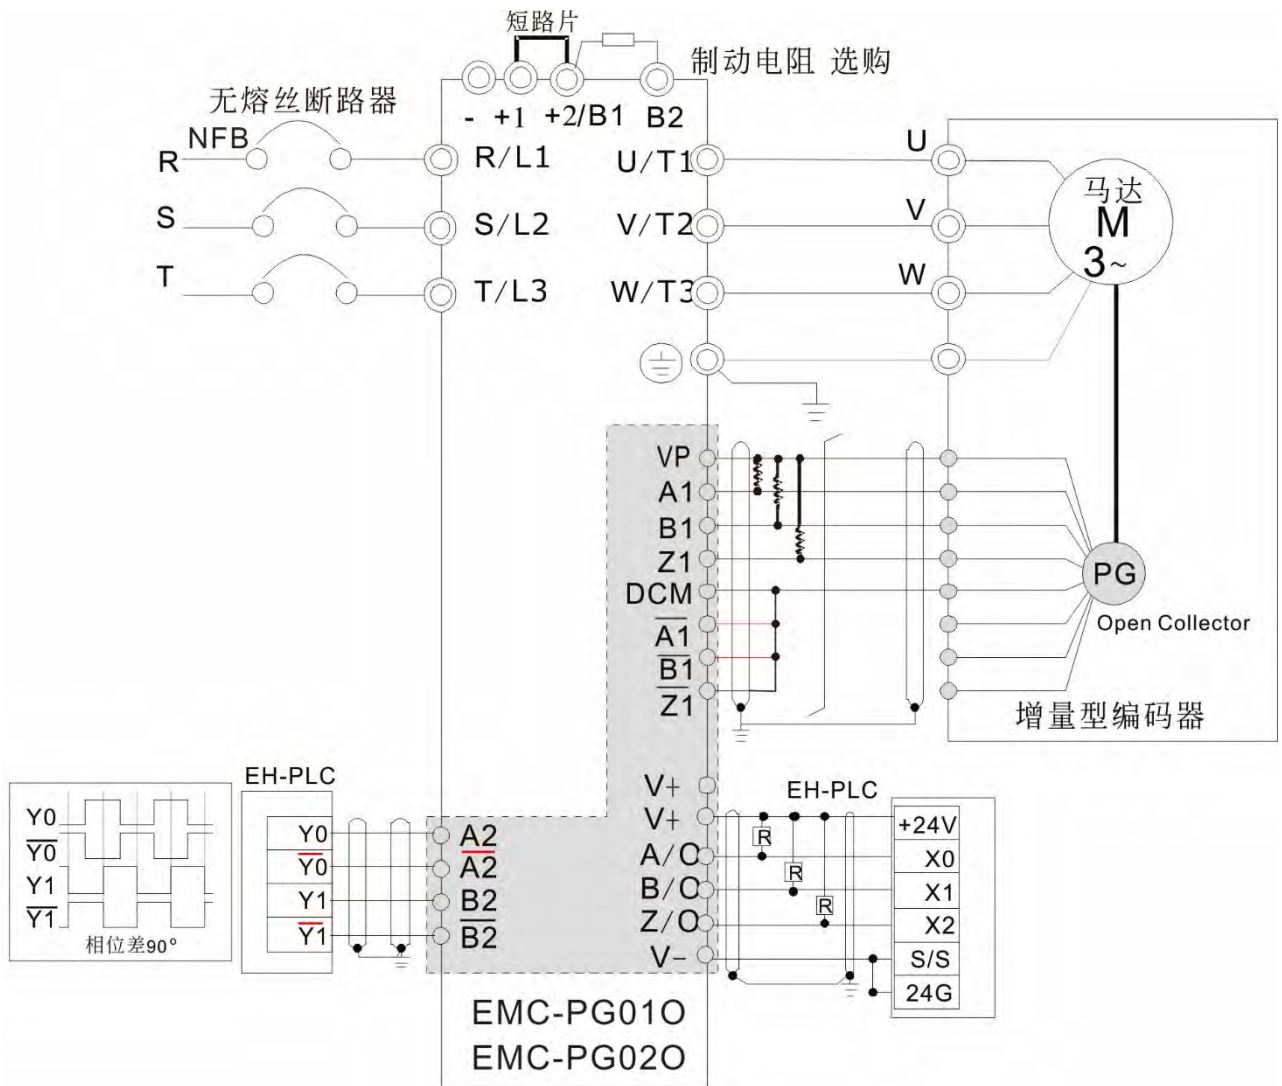 短路片
制动电阻 选购
无熔丝断路器
- +1 +2/B1 B2
NFB
R
R/L1
U/T1
U
S
S/L2
V/T2
V
T
T/L3
W/T3
W
马达
M
3~
VP
A1
B1
Z1
DCM
A1
B1
Z1
PG
Open Collector
增量型编码器
Y0
Y0
Y1
Y1
相位差90°
EH-PLC
Y0
Y0
Y1
Y1
A2
A2
B2
B2
V+
V+
A/O
B/O
Z/O
V-
EH-PLC
R
R
R
+24V
X0
X1
X2
S/S
24G
EMC-PG01O
EMC-PG02O